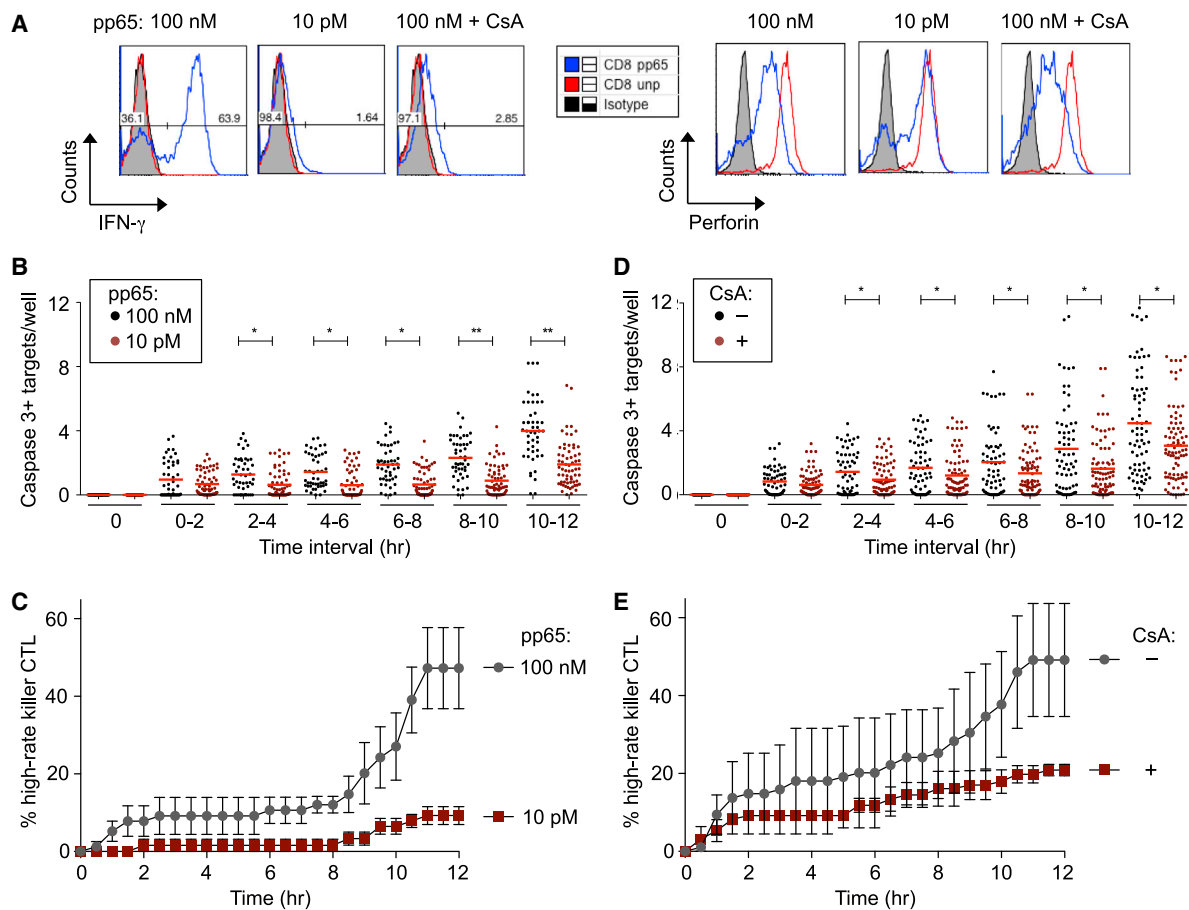 A
pp65: 100 nM 10 pM 100 nM + CsA
36.1 63.9 98.4 1.64 97.1 2.85
Counts
IFN-γ
CD8 pp65
CD8 unp
Isotype
100 nM 10 pM 100 nM + CsA
Counts
Perforin
B
pp65:
100 nM
10 pM
* * * ** **
Caspase 3+ targets/well
12
8
4
0
0 0-2 2-4 4-6 6-8 8-10 10-12
Time interval (hr)
D
CsA:
−
+
* * * * *
Caspase 3+ targets/well
12
8
4
0
0 0-2 2-4 4-6 6-8 8-10 10-12
Time interval (hr)
C
% high-rate killer CTL
60
40
20
0
0 2 4 6 8 10 12
Time (hr)
pp65:
100 nM
10 pM
E
% high-rate killer CTL
60
40
20
0
0 2 4 6 8 10 12
Time (hr)
CsA:
−
+